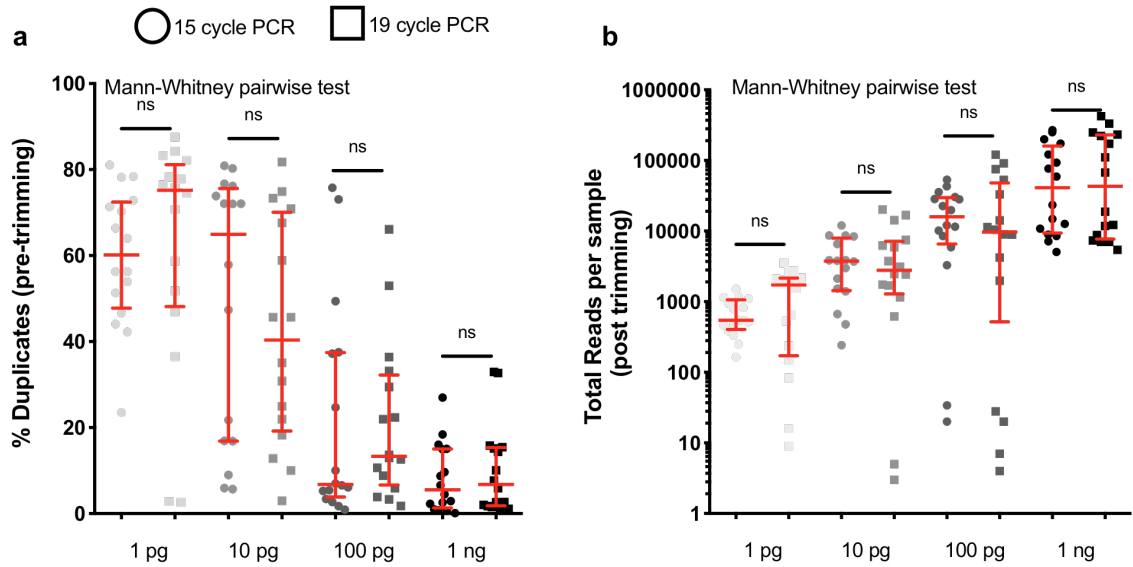 15 cycle PCR
19 cycle PCR
a
b
Mann-Whitney pairwise test
ns
ns
ns
ns
% Duplicates (pre-trimming)
100
80
60
40
20
0
1 pg
10 pg
100 pg
1 ng
Mann-Whitney pairwise test
ns
ns
ns
ns
Total Reads per sample
(post trimming)
1000000
100000
10000
1000
100
10
1
1 pg
10 pg
100 pg
1 ng